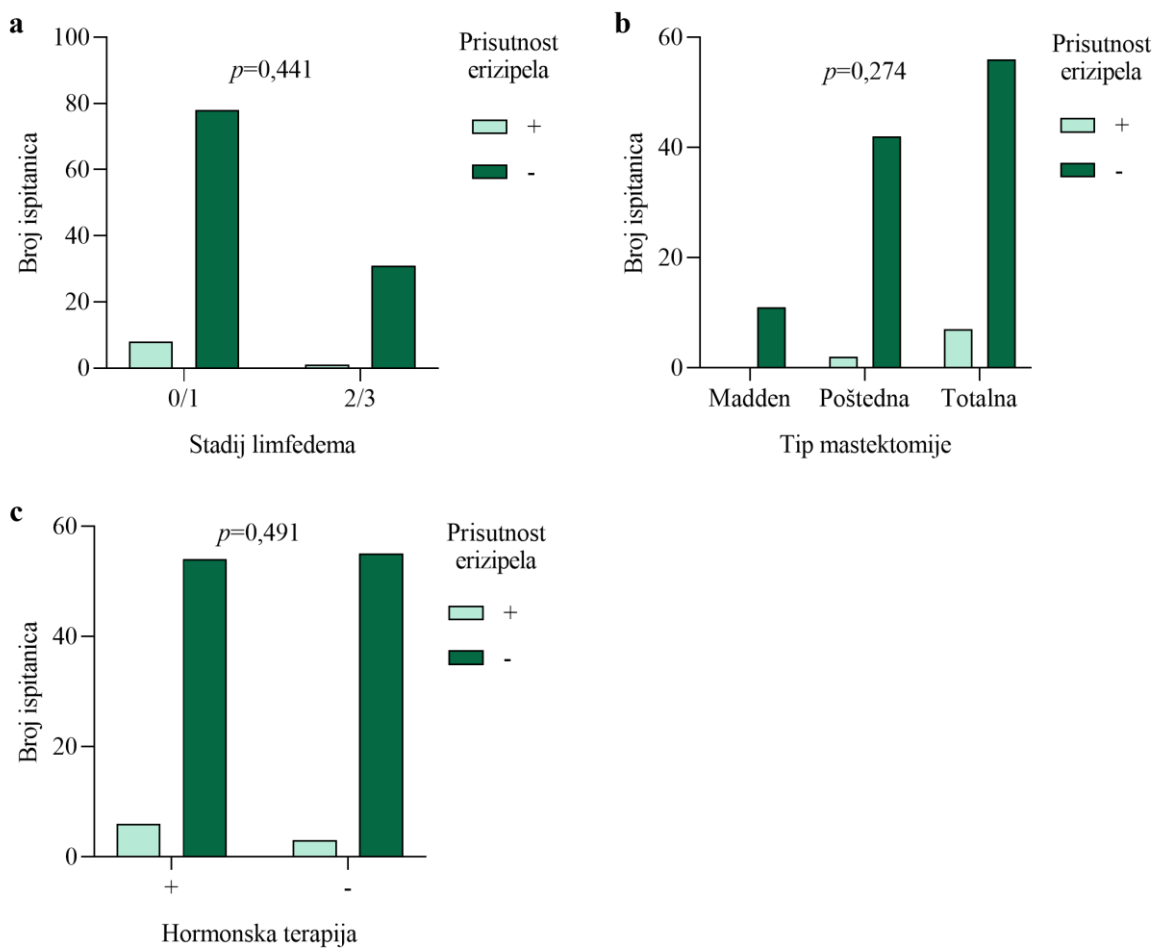 a
100
80
60
40
20
0
Broj ispitanica
p=0,441
Prisutnost
erizipela
+
-
0/1 2/3
Stadij limfedema
b
60
40
20
0
Broj ispitanica
p=0,274
Prisutnost
erizipela
+
-
Madden Poštedna Totalna
Tip mastektomije
c
60
40
20
0
Broj ispitanica
p=0,491
Prisutnost
erizipela
+
-
+ -
Hormonska terapija